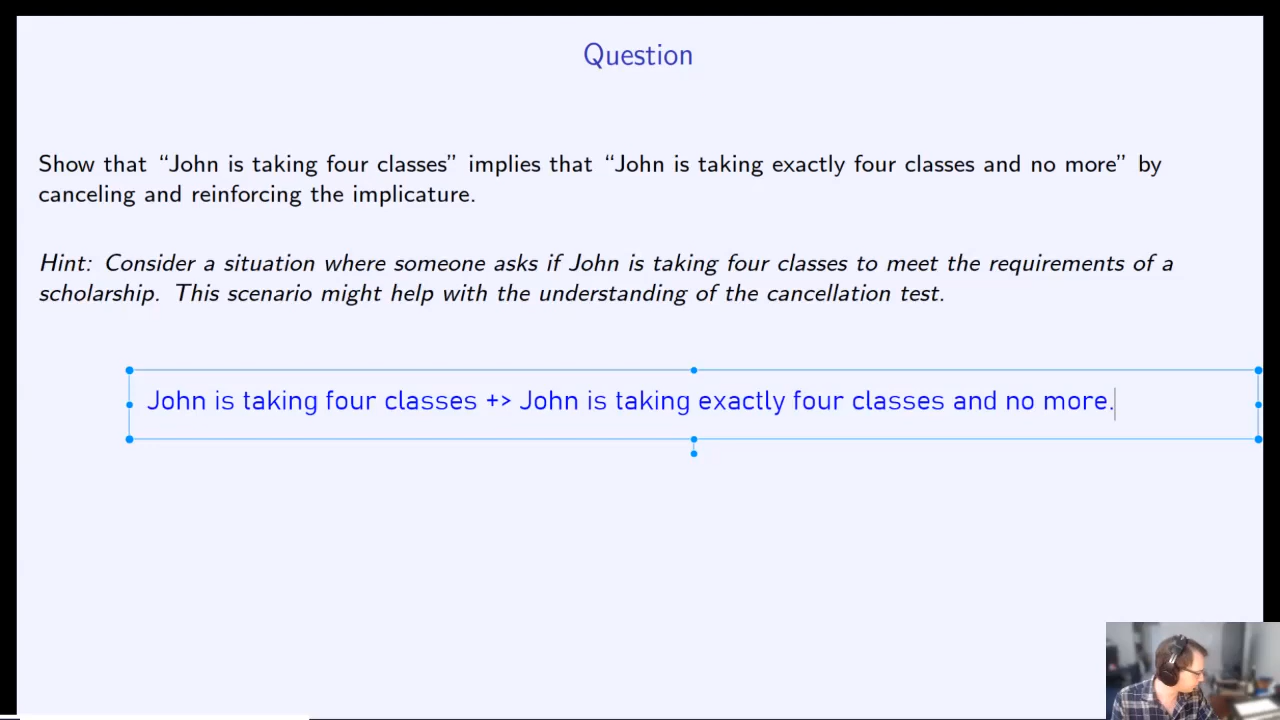 Question
Show that “John is taking four classes” implies that “John is taking exactly four classes and no more” by
canceling and reinforcing the implicature.
Hint: Consider a situation where someone asks if John is taking four classes to meet the requirements of a
scholarship. This scenario might help with the understanding of the cancellation test.
John is taking four classes +> John is taking exactly four classes and no more.